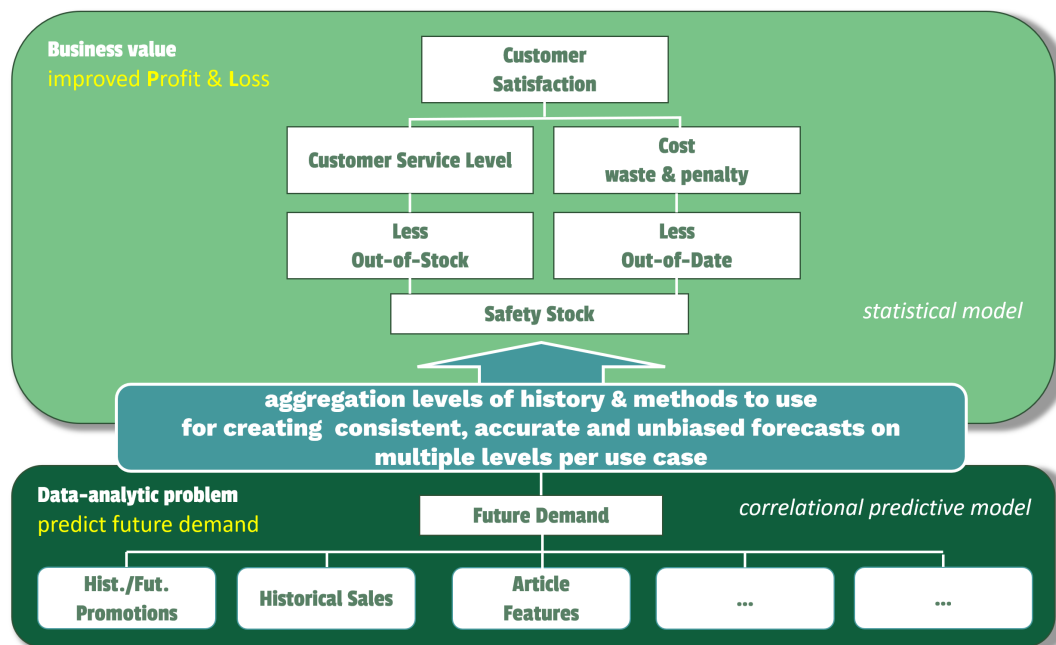 Business value
improved Profit & Loss
Customer
Satisfaction
Customer Service Level
Cost
waste & penalty
Less
Out-of-Stock
Less
Out-of-Date
Safety Stock
statistical model
aggregation levels of history & methods to use
for creating consistent, accurate and unbiased forecasts on
multiple levels per use case
Data-analytic problem
predict future demand
correlational predictive model
Future Demand
Hist./Fut.
Promotions
Historical Sales
Article
Features
...
...